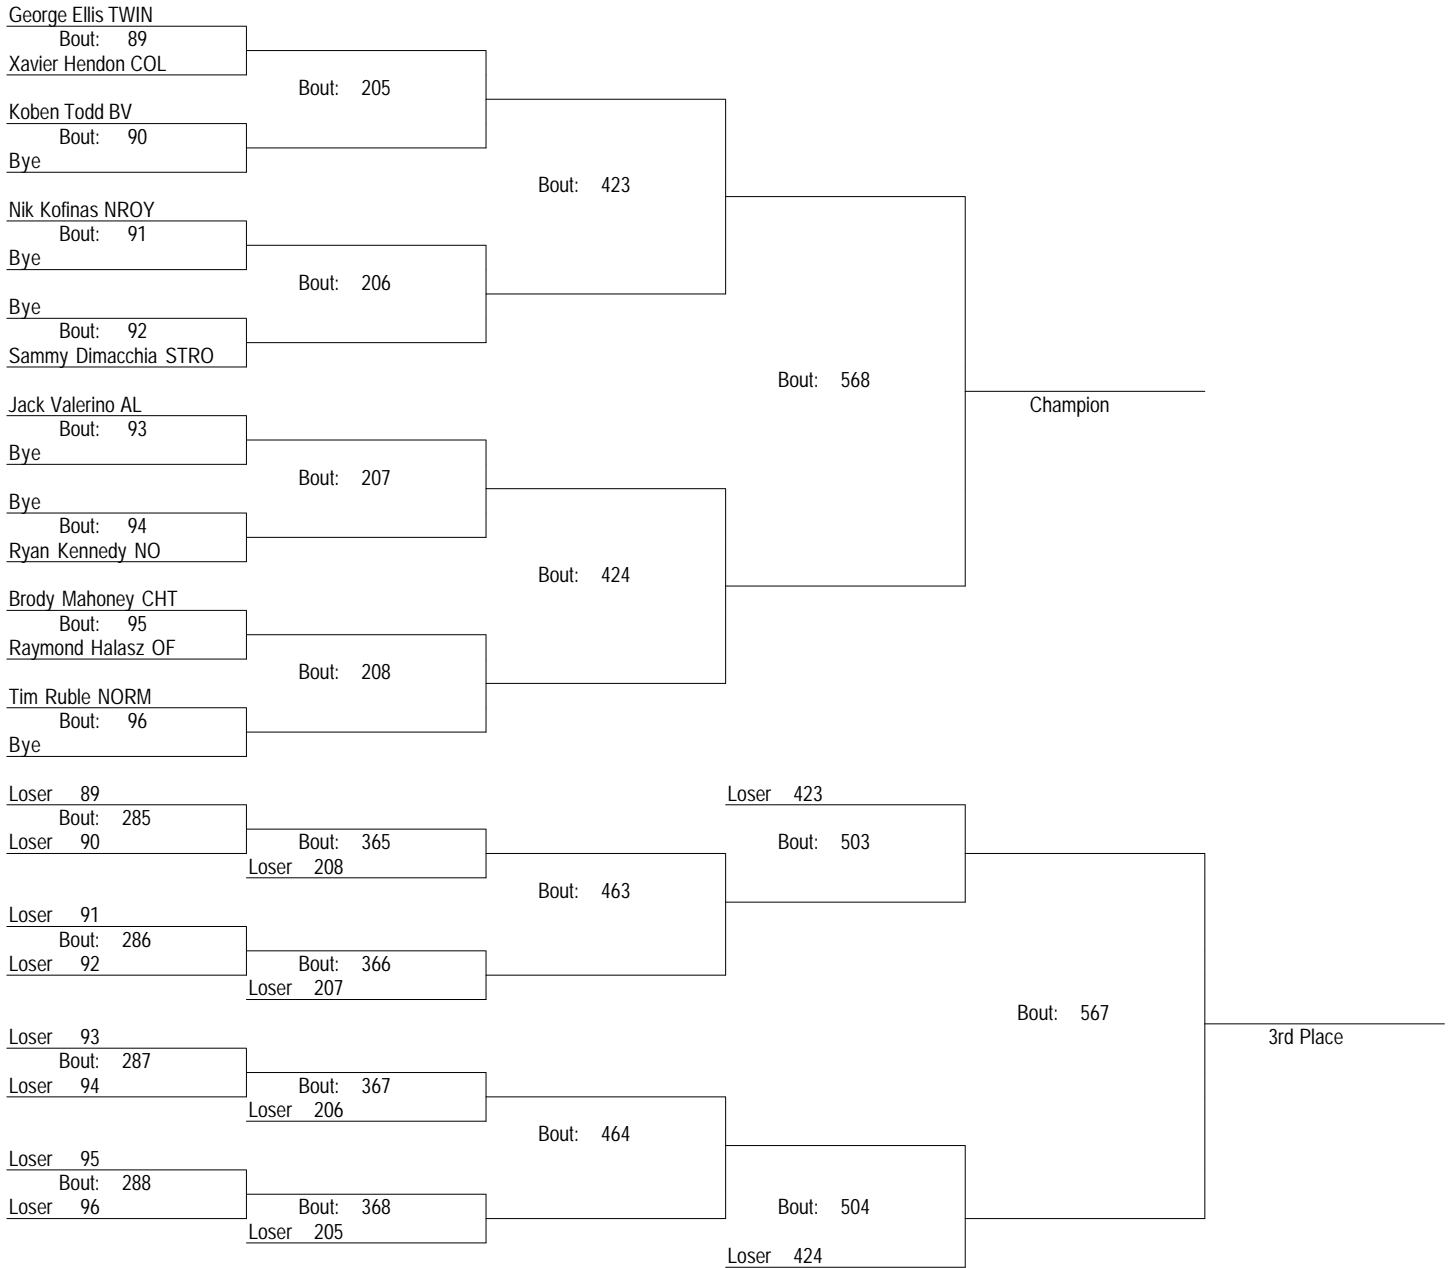 George Ellis TWIN
Bout: 89
Xavier Hendon COL
Bout: 205
Koben Todd BV
Bout: 90
Bye
Bout: 423
Nik Kofinas NROY
Bout: 91
Bye
Bout: 206
Bye
Bout: 92
Sammy Dimacchia STRO
Bout: 568
Champion
Jack Valerino AL
Bout: 93
Bye
Bout: 207
Bye
Bout: 94
Ryan Kennedy NO
Bout: 424
Brody Mahoney CHT
Bout: 95
Raymond Halasz OF
Bout: 208
Tim Ruble NORM
Bout: 96
Bye
Loser 89
Bout: 285
Loser 90
Bout: 365
Loser 208
Loser 423
Bout: 503
Bout: 463
Loser 91
Bout: 286
Loser 92
Bout: 366
Loser 207
Bout: 567
3rd Place
Loser 93
Bout: 287
Loser 94
Bout: 367
Loser 206
Bout: 464
Loser 95
Bout: 288
Loser 96
Bout: 368
Loser 205
Bout: 504
Loser 424